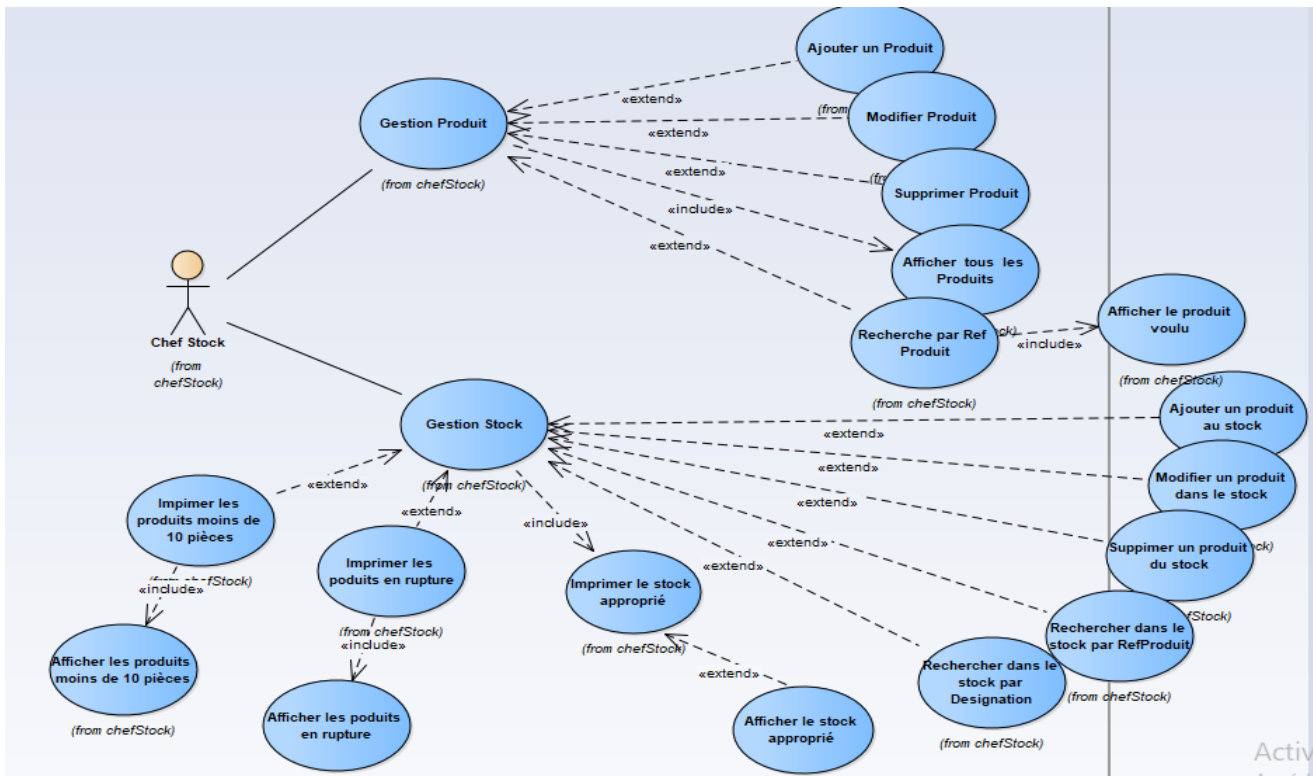 Ajouter un Produit
«extend»
(from
Gestion Produit
Modifier Produit
«extend»
(from chefStock)
«extend»
Supprimer Produit
«include»
«extend»
Afficher tous les
Produits
Chef Stock
(from
chefStock)
Recherche par Ref
Produit
ck)
«include»
Afficher le produit
voulu
(from chefStock)
(from chefStock)
Gestion Stock
(from chefStock)
«extend»
Ajouter un produit
au stock
«extend»
Modifier un produit
dans le stock
ck)
«extend»
Suppimer un produit
du stock
efStock)
«extend»
Rechercher dans le
stock par RefProduit
(from chefStock)
«extend»
Rechercher dans le
stock par Designation
(from chefStock)
«extend»
Impimer les
produits moins de
10 pièces
(from chefStock)
«include»
Afficher les produits
moins de 10 pièces
(from chefStock)
«extend»
Imprimer les
poduits en rupture
(from chefStock)
«include»
Afficher les poduits
en rupture
«include»
Imprimer le stock
approprié
(from chefStock)
«extend»
Afficher le stock
approprié
Activ